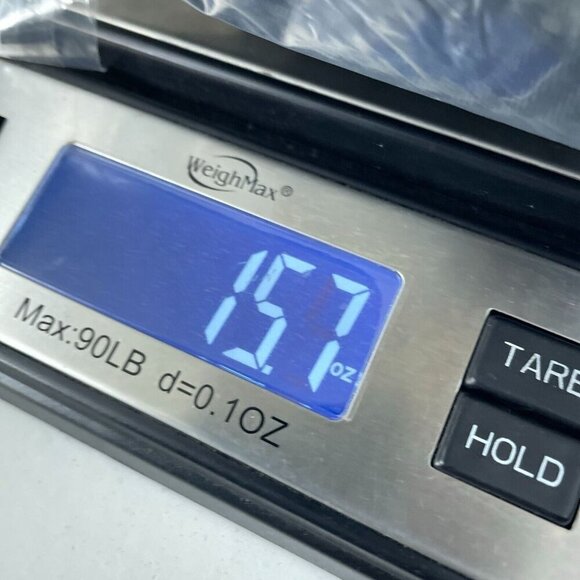 WeighMax®
15.7 oz
Max:90LB d=0.1OZ
TARE
HOLD